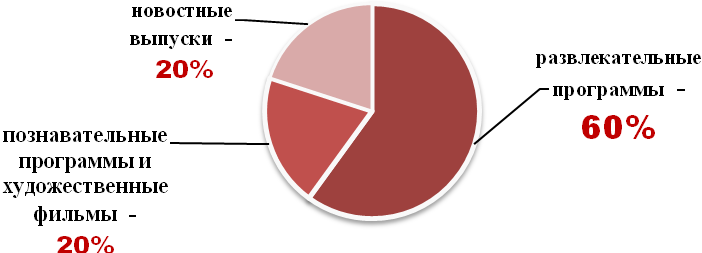 новостные
выпуски -
20%
развлекательные
программы -
60%
познавательные
программы и
художественные
фильмы -
20%